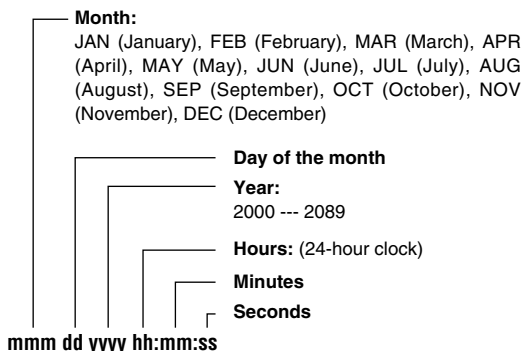 Month:
JAN (January), FEB (February), MAR (March), APR
(April), MAY (May), JUN (June), JUL (July), AUG
(August), SEP (September), OCT (October), NOV
(November), DEC (December)
Day of the month
Year:
2000 --- 2089
Hours: (24-hour clock)
Minutes
Seconds
mmm dd yyyy hh:mm:ss